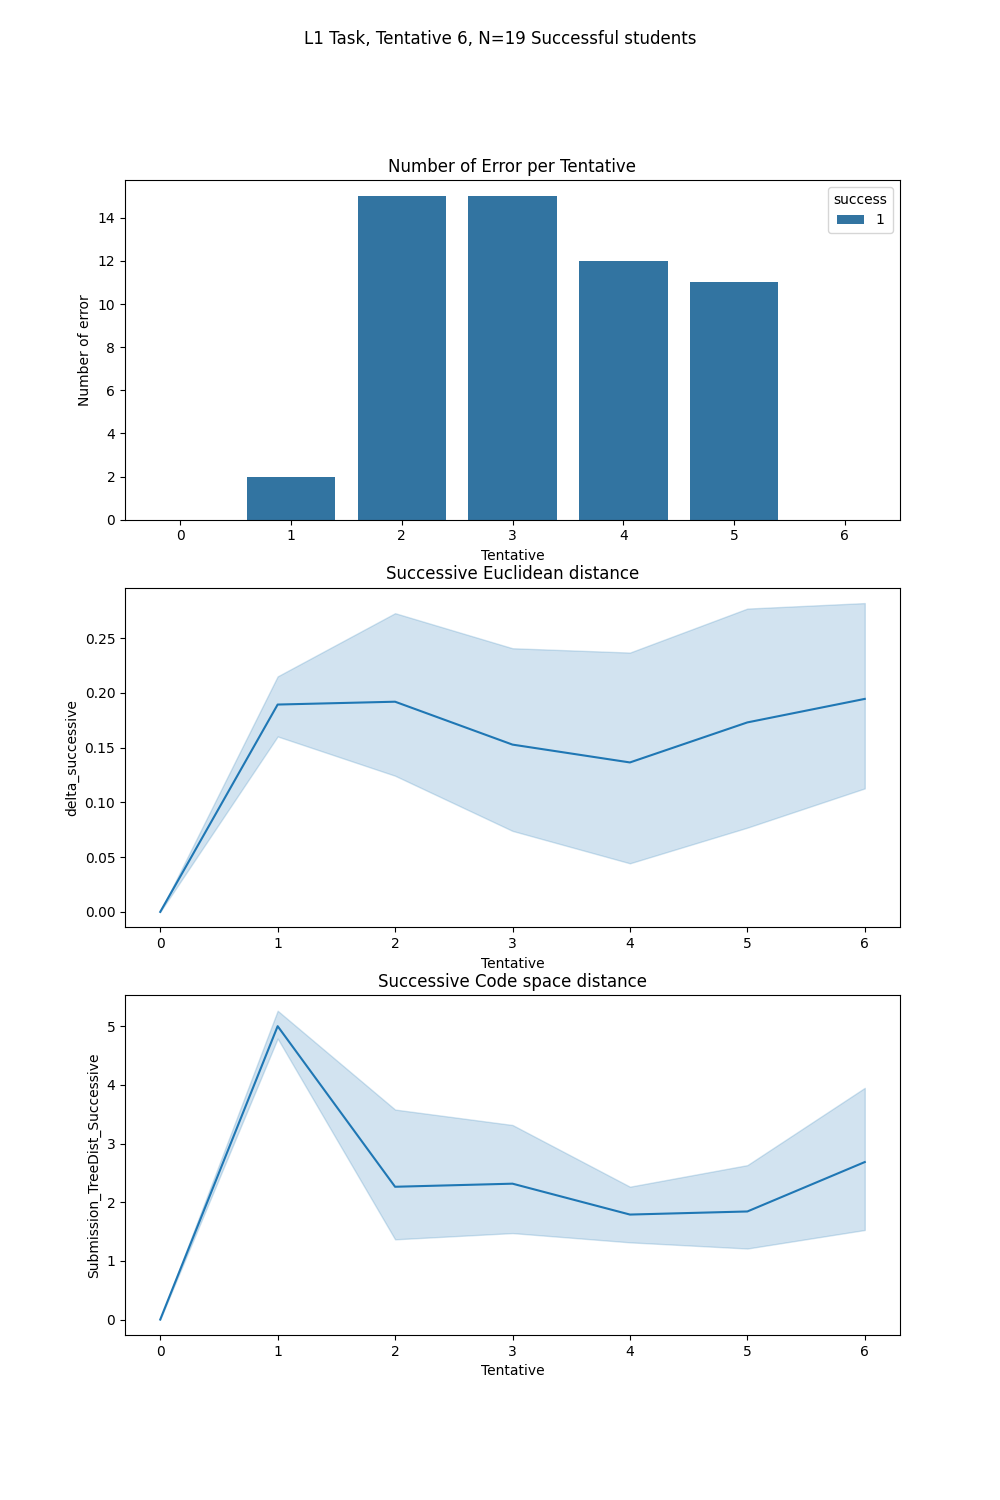 L1 Task, Tentative 6, N=19 Successful students
Number of Error per Tentative
success
1
14
12
10
8
6
4
2
0
Number of error
0 1 2 3 4 5 6
Tentative
Successive Euclidean distance
0.25
0.20
0.15
0.10
0.05
0.00
delta_successive
0 1 2 3 4 5 6
Tentative
Successive Code space distance
5
4
3
2
1
0
Submission_TreeDist_Successive
0 1 2 3 4 5 6
Tentative